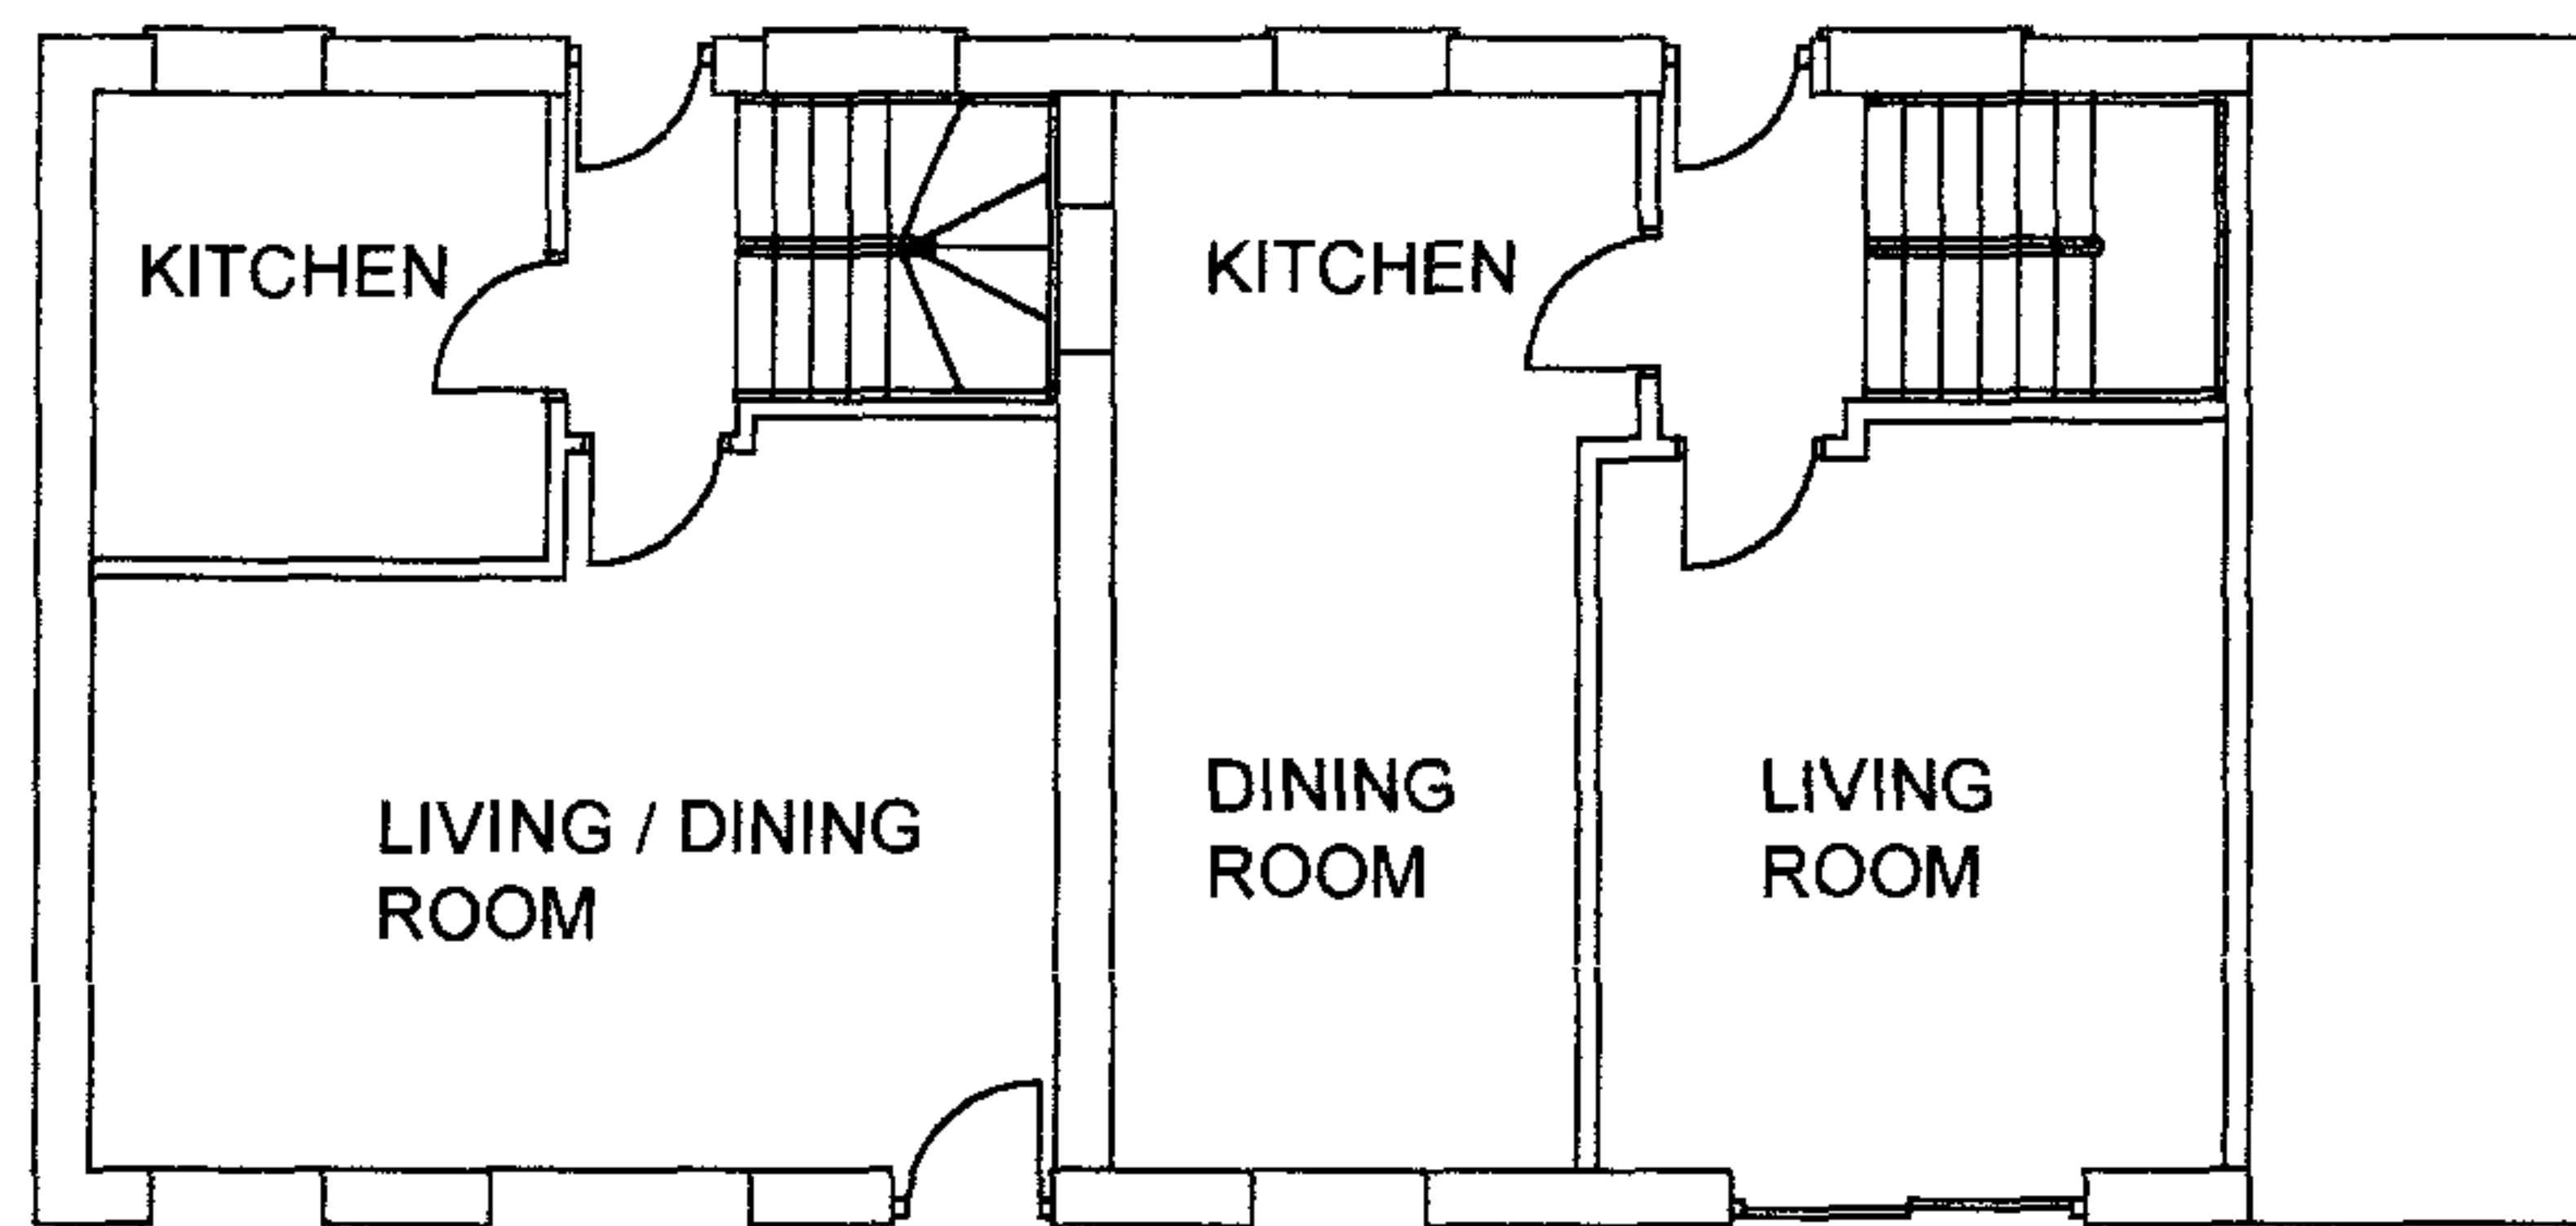 KITCHEN
KITCHEN
LIVING / DINING
ROOM
DINING
ROOM
LIVING
ROOM